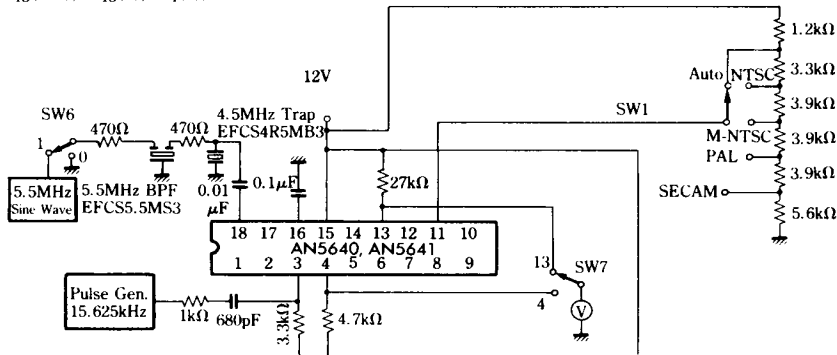 1.2kΩ
12V
3.3kΩ
Auto
NTSC
SW6
4.5MHz Trap
EFCS4R5MB3
SW1
3.9kΩ
1
470Ω
470Ω
0
M-NTSC
3.9kΩ
PAL
5.5MHz
Sine Wave
5.5MHz BPF
EFCS5.5MS3
0.01
μF
0.1μF
27kΩ
3.9kΩ
SECAM
5.6kΩ
18 17 16 15 14 13 12 11 10
AN5640, AN5641
1 2 3 4 5 6 7 8 9
13
SW7
4
V
Pulse Gen.
15.625kHz
1kΩ
680pF
3.3kΩ
4.7kΩ